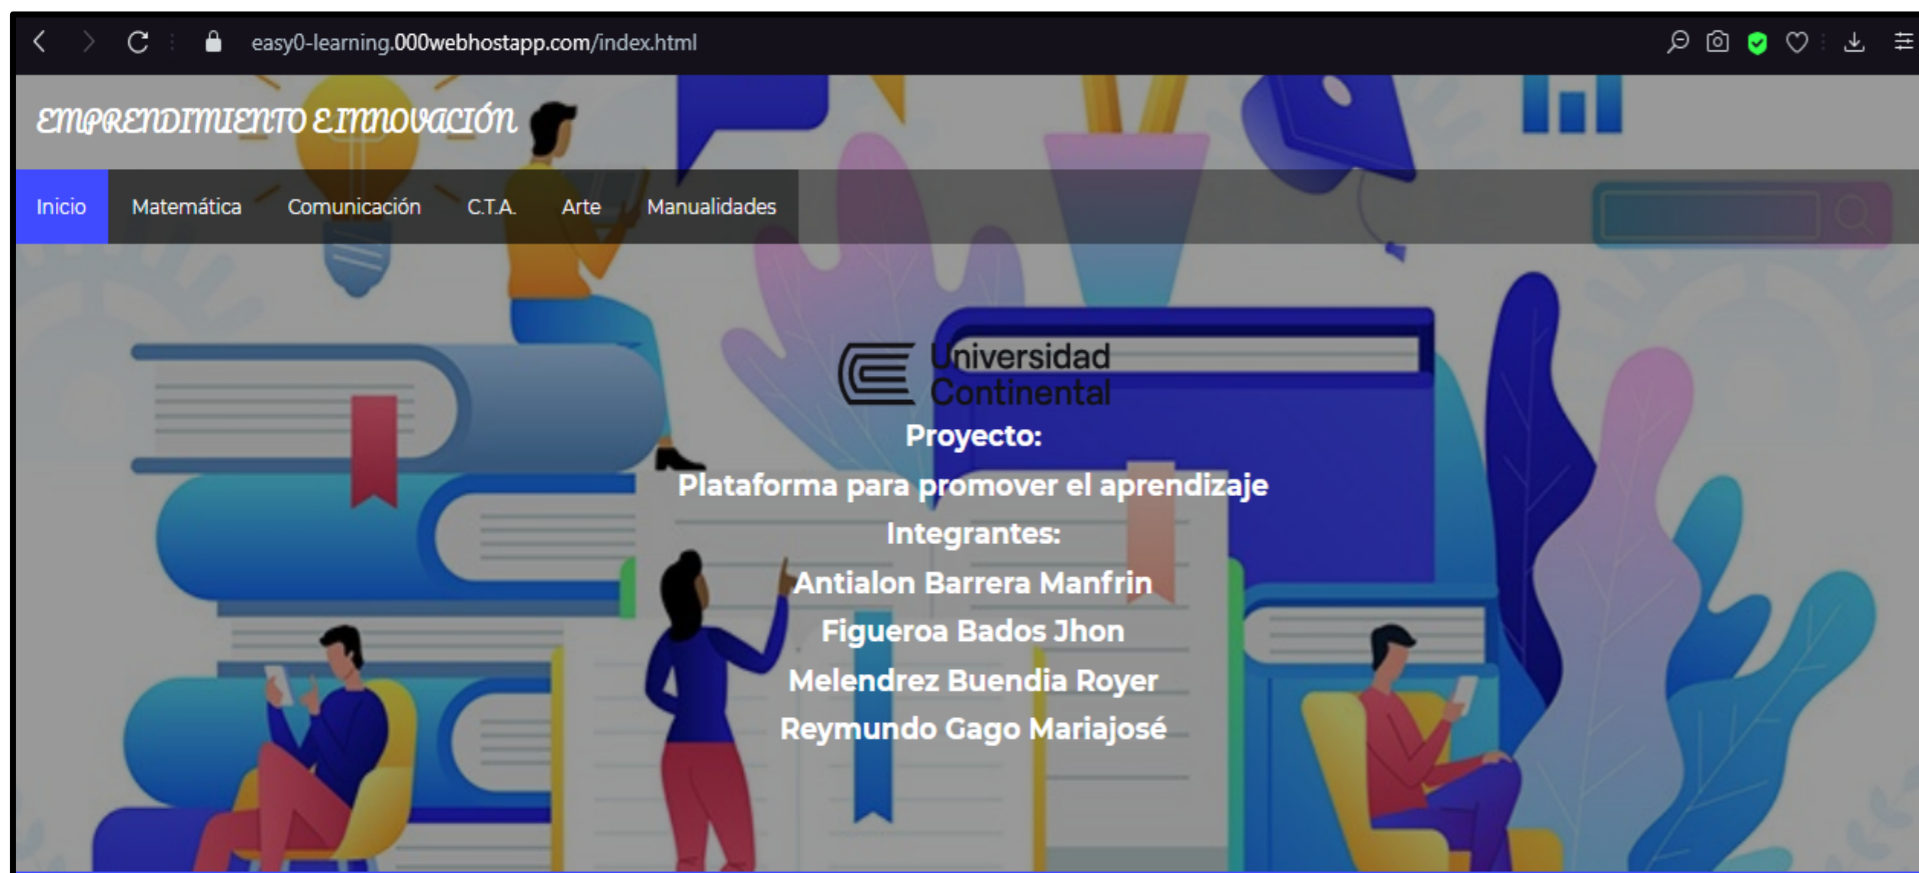 easy0-learning.000webhostapp.com/index.html
EMPRENDIMIENTO E INNOVACIÓN
Inicio Matemática Comunicación C.T.A. Arte Manualidades
Universidad
Continental
Proyecto:
Plataforma para promover el aprendizaje
Integrantes:
Antialon Barrera Manfrin
Figueroa Bados Jhon
Melendrez Buendia Royer
Reymundo Gago Mariajosé